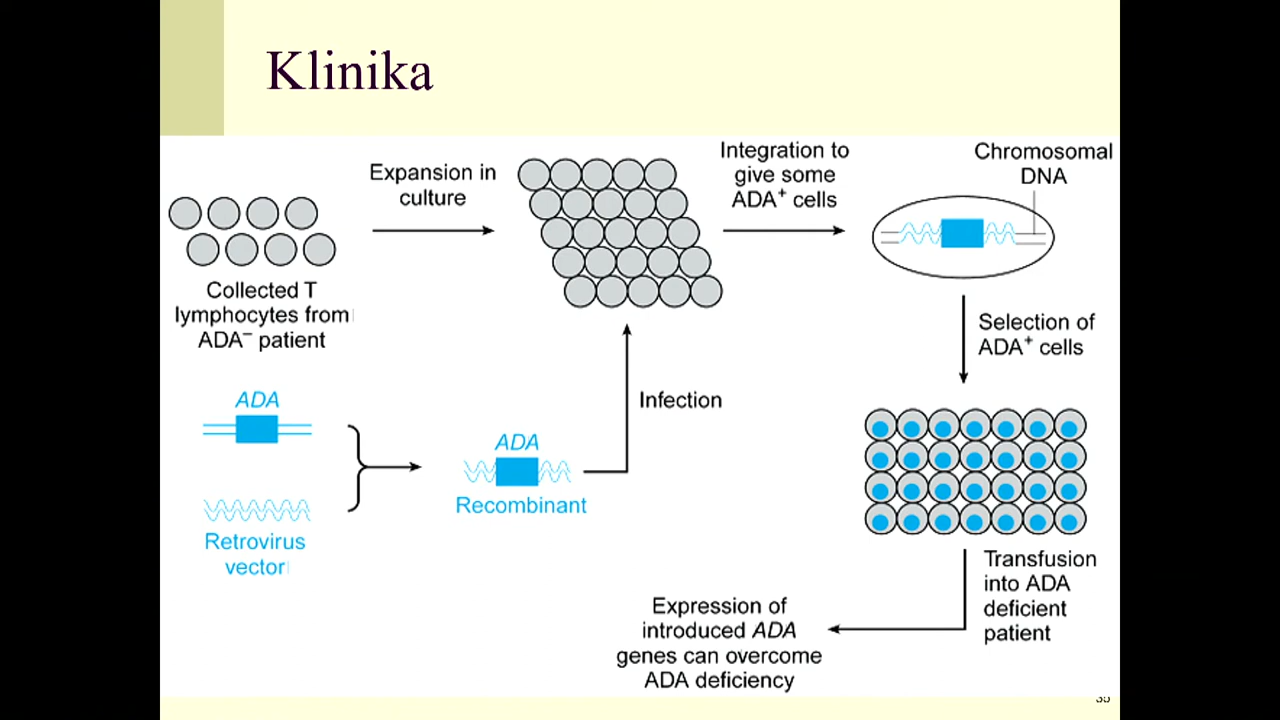 Klinika
Expansion in
culture
Integration to
give some
ADA⁺ cells
Chromosomal
DNA
Collected T
lymphocytes from
ADA⁻ patient
Selection of
ADA⁺ cells
ADA
Infection
ADA
Recombinant
Retrovirus
vector
Transfusion
into ADA
deficient
patient
Expression of
introduced ADA
genes can overcome
ADA deficiency